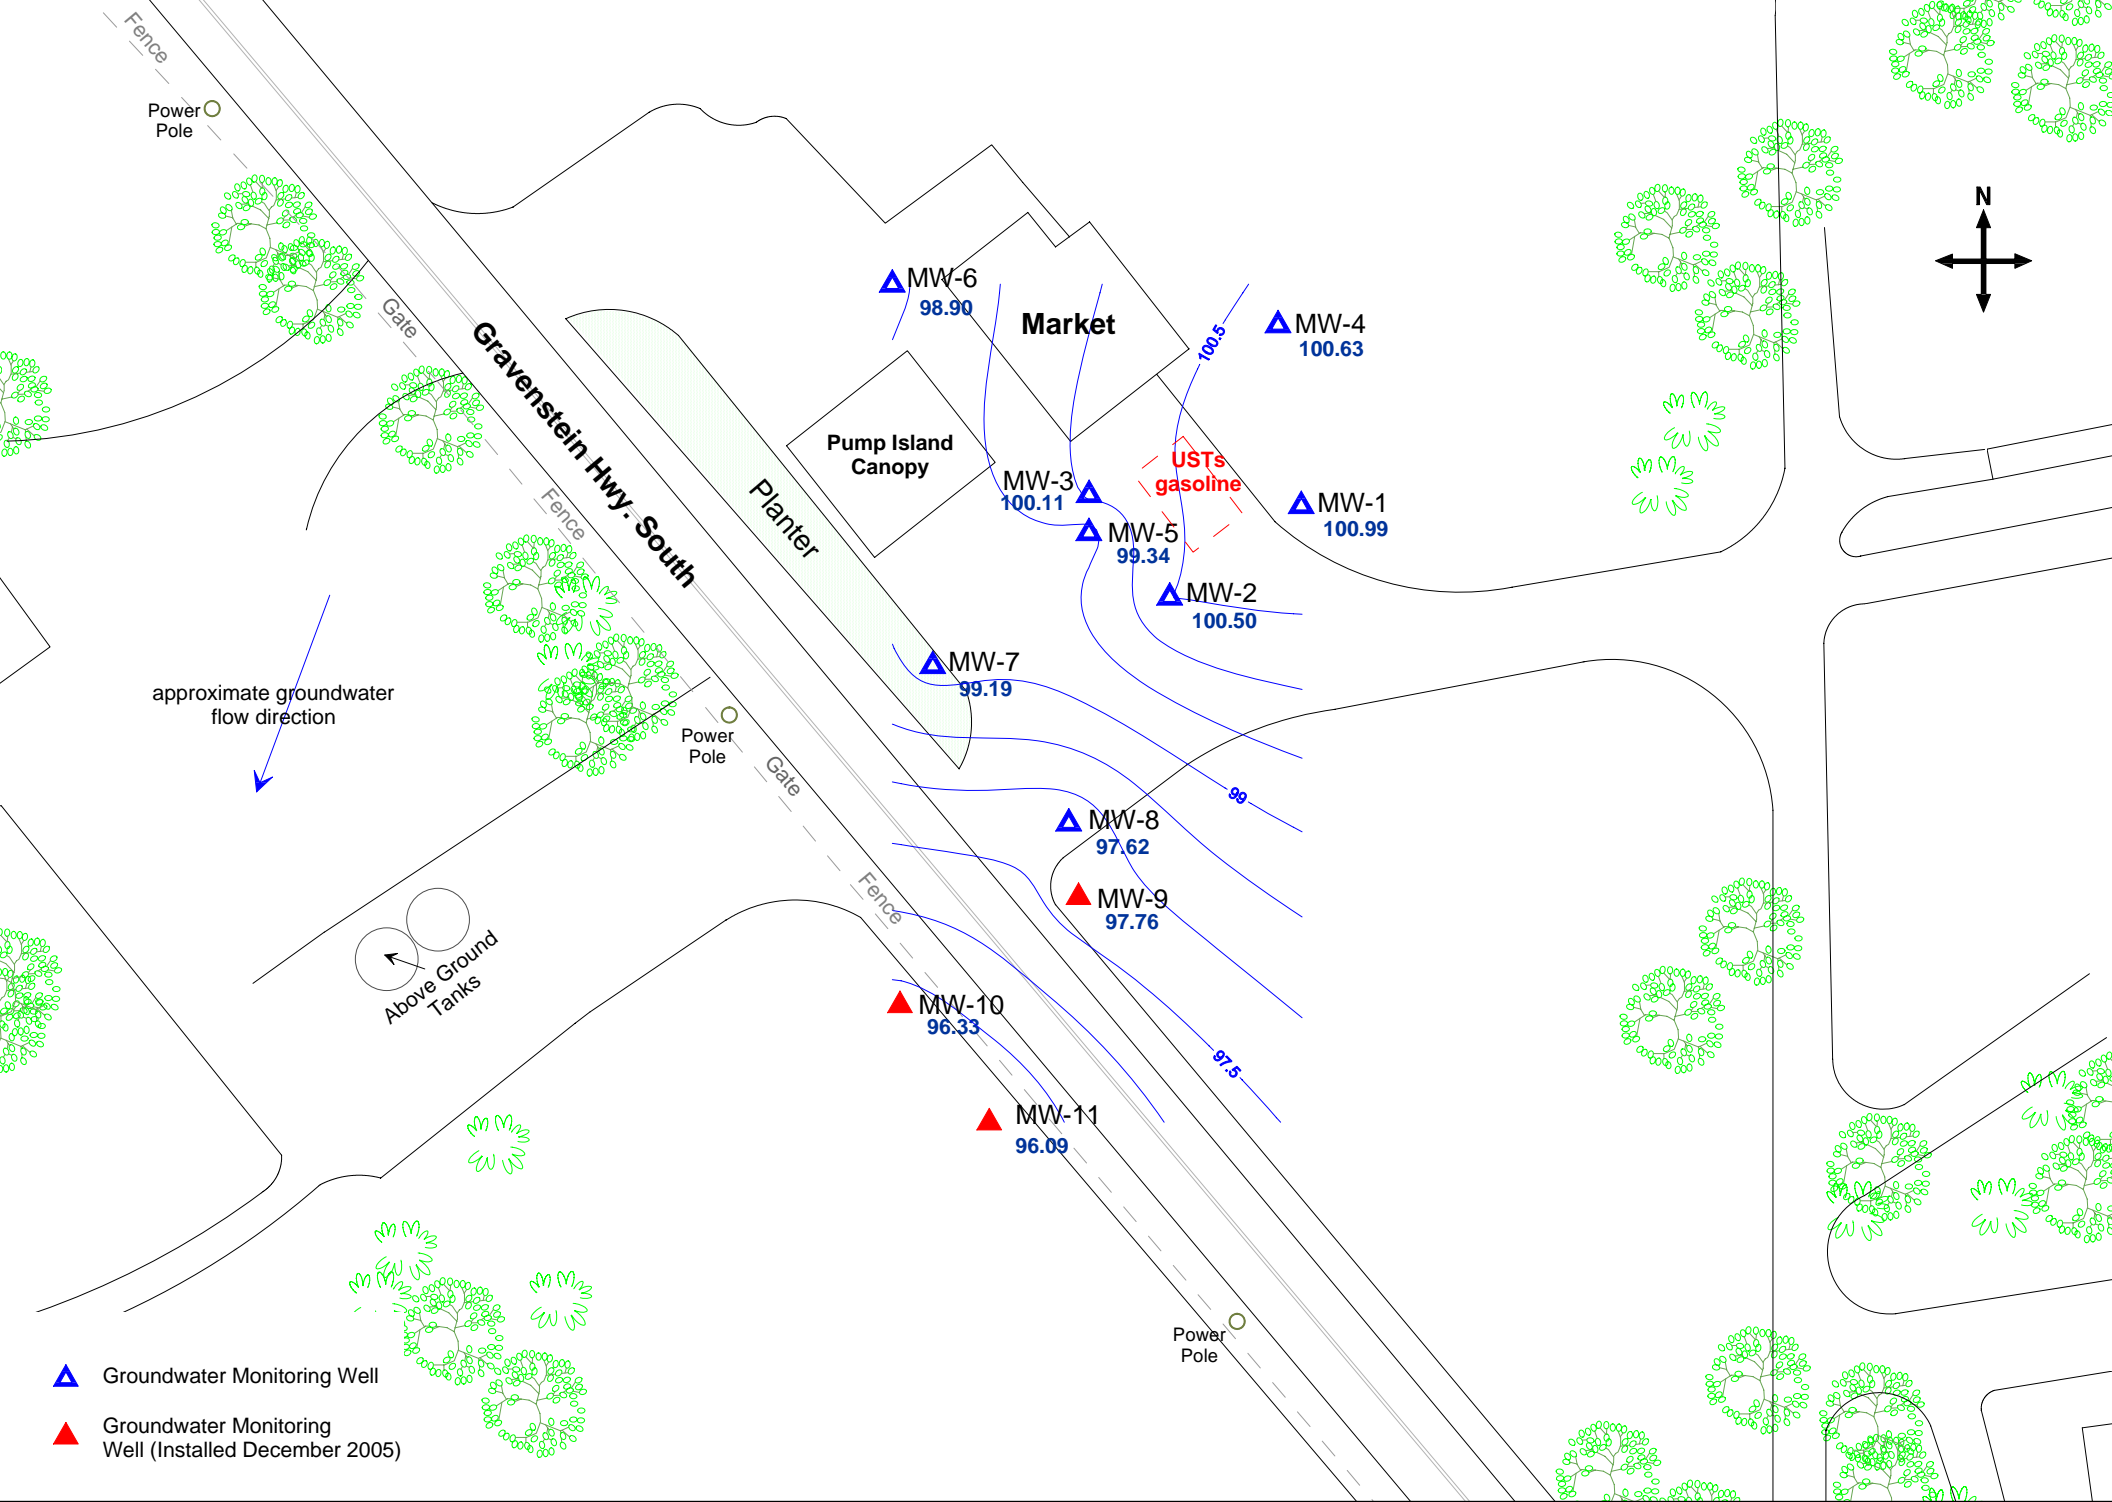 Fence
Power
Pole
N
MW-6
98.90
Market
100.5
MW-4
100.63
Gate
Gravenstein Hwy. South
Pump Island
Canopy
USTs
gasoline
MW-3
100.11
MW-1
100.99
Planter
Fence
MW-5
99.34
MW-2
100.50
MW-7
99.19
approximate groundwater
flow direction
Power
Pole
Gate
99
MW-8
97.62
Fence
MW-9
97.76
Above Ground
Tanks
MW-10
96.33
97.5
MW-11
96.09
Power
Pole
Groundwater Monitoring Well
Groundwater Monitoring
Well (Installed December 2005)